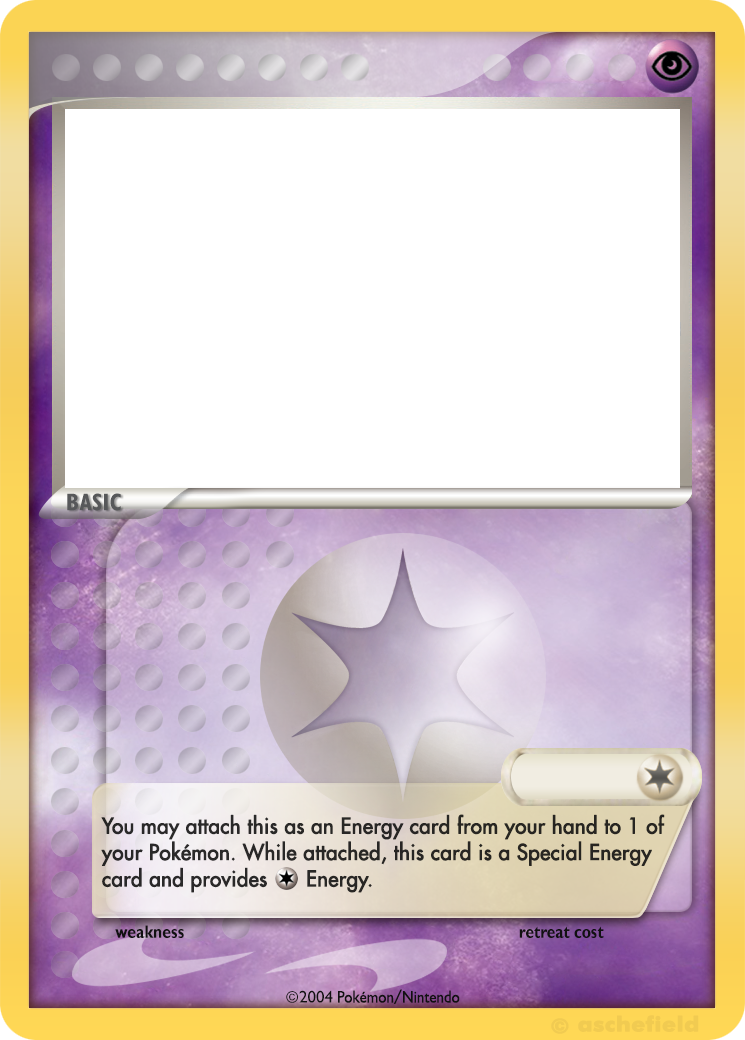 BASIC
You may attach this as an Energy card from your hand to 1 of
your Pokémon. While attached, this card is a Special Energy
card and provides Energy.
weakness retreat cost
©2004 Pokémon/Nintendo
© aschefield